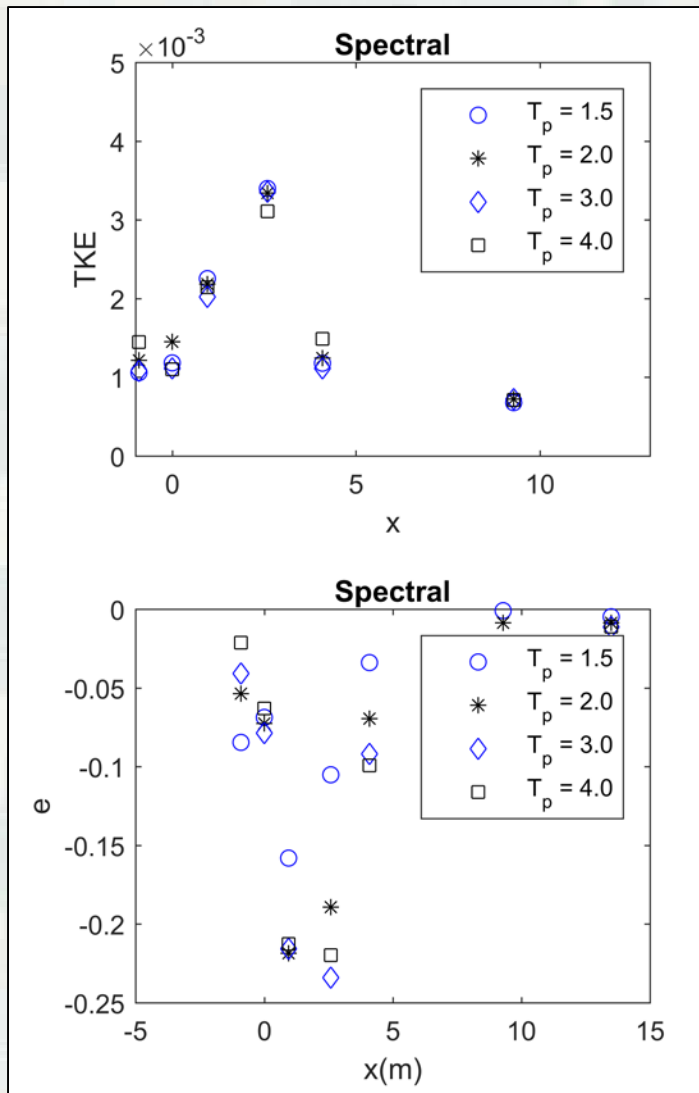 ×10⁻³
Spectral
5
4
3
2
1
0
TKE
0
5
10
x
T_p = 1.5
T_p = 2.0
T_p = 3.0
T_p = 4.0
Spectral
0
-0.05
-0.1
-0.15
-0.2
-0.25
e
-5
0
5
10
15
x(m)
T_p = 1.5
T_p = 2.0
T_p = 3.0
T_p = 4.0